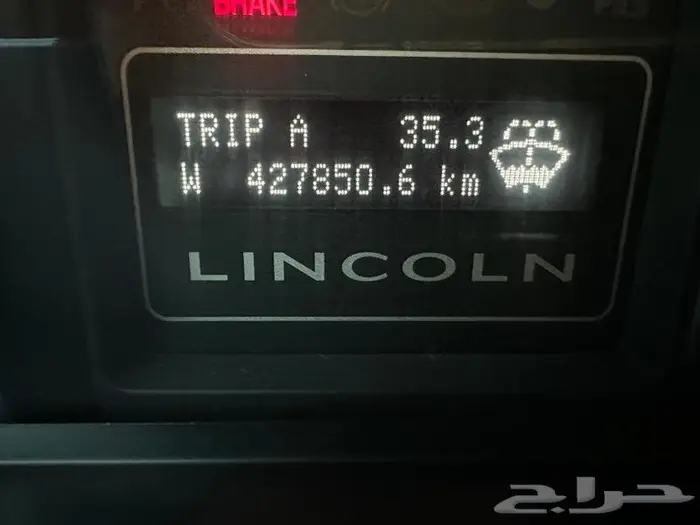 BRAKE
TRIP A 35.3
W 427850.6 km
LINCOLN
حراج